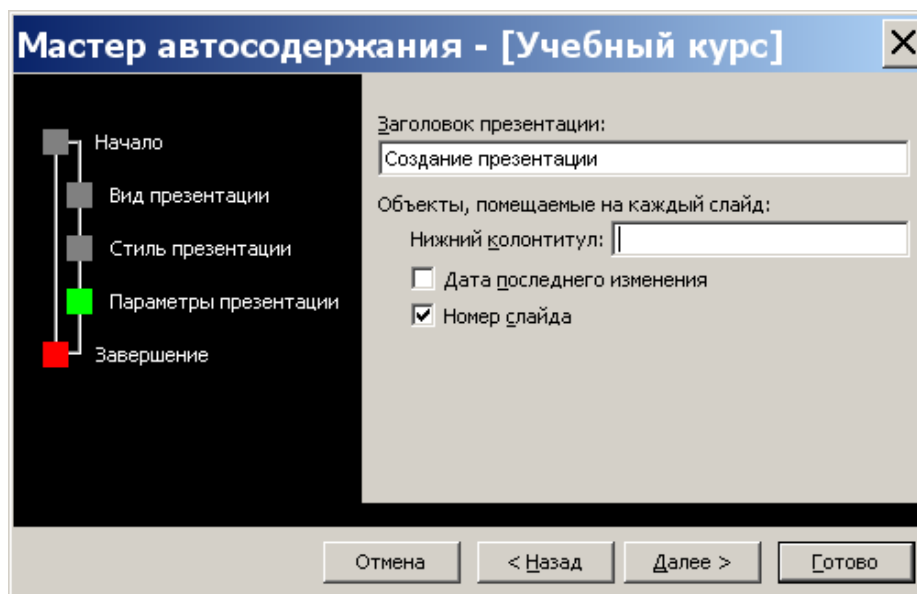 Мастер автосодержания - [Учебный курс]
Начало
Вид презентации
Стиль презентации
Параметры презентации
Завершение
Заголовок презентации:
Создание презентации
Объекты, помещаемые на каждый слайд:
Нижний колонтитул:
Дата последнего изменения
Номер слайда
Отмена
< Назад
Далее >
Готово